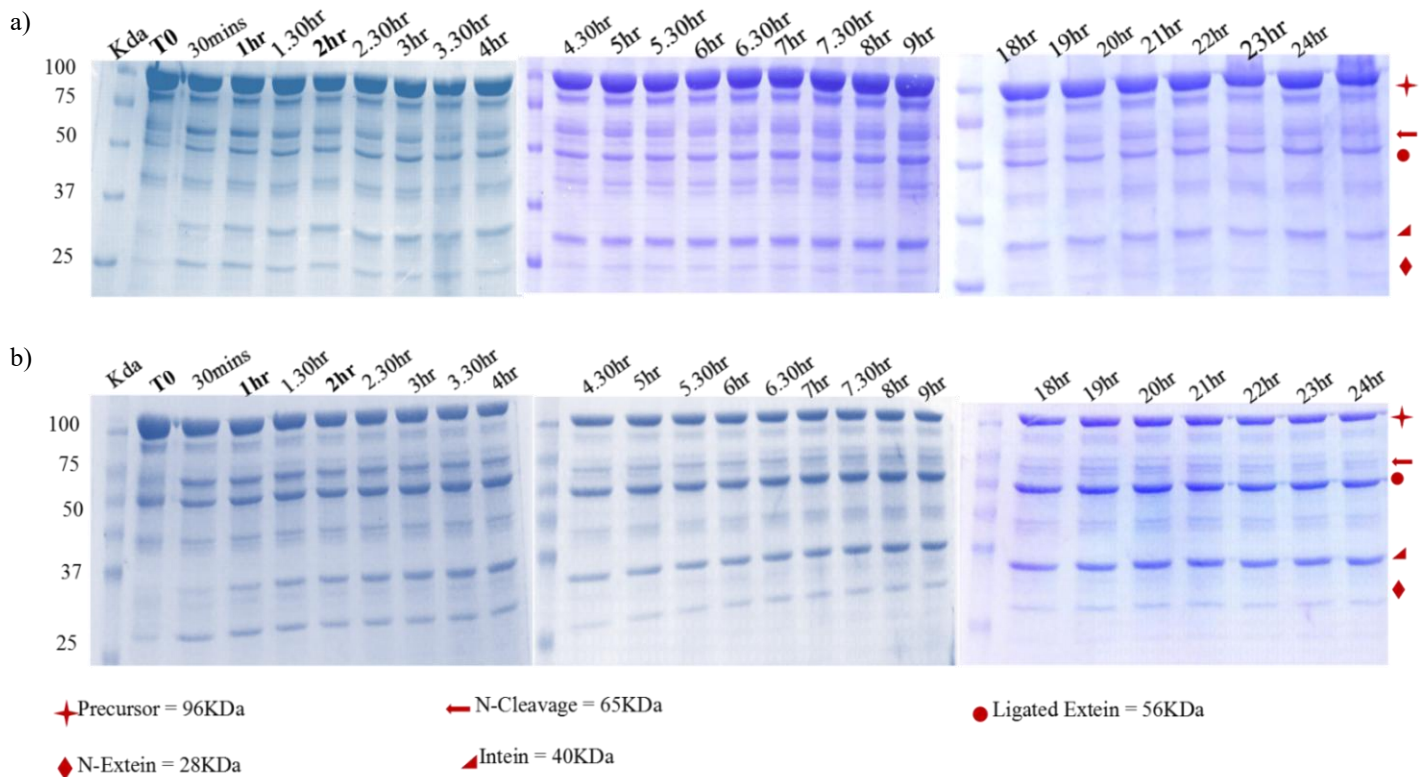 a)
Kda T0 30mins 1hr 1.30hr 2hr 2.30hr 3hr 3.30hr 4hr 4.30hr 5hr 5.30hr 6hr 6.30hr 7hr 7.30hr 8hr 9hr 18hr 19hr 20hr 21hr 22hr 23hr 24hr
100
75
50
37
25
b)
Kda T0 30mins 1hr 1.30hr 2hr 2.30hr 3hr 3.30hr 4hr 4.30hr 5hr 5.30hr 6hr 6.30hr 7hr 7.30hr 8hr 9hr 18hr 19hr 20hr 21hr 22hr 23hr 24hr
100
75
50
37
25
Precursor = 96KDa N-Cleavage = 65KDa Ligated Extein = 56KDa
N-Extein = 28KDa Intein = 40KDa